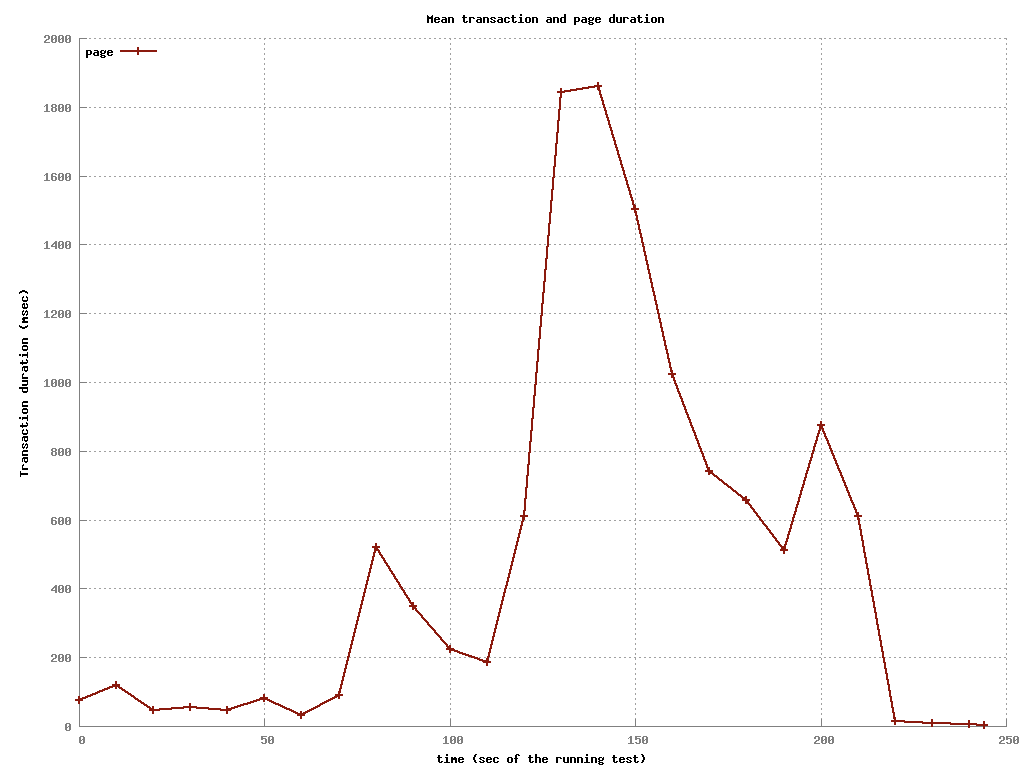 Mean transaction and page duration
page
2000
1800
1600
1400
1200
1000
800
600
400
200
0
Transaction duration (msec)
0 50 100 150 200 250
time (sec of the running test)